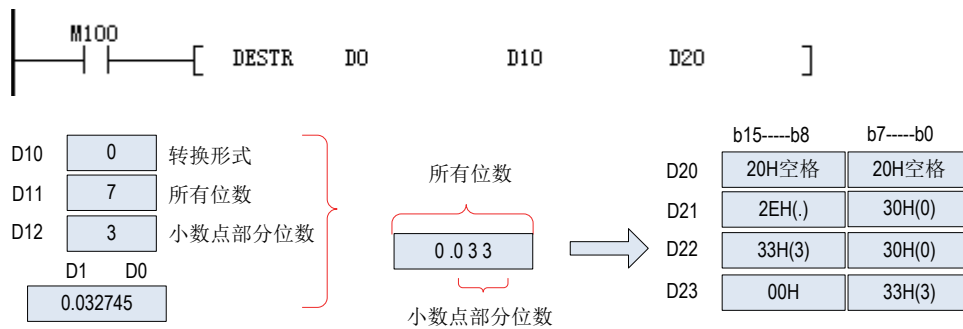 M100
DESTR D0 D10 D20
D10 0 转换形式
D11 7 所有位数
D12 3 小数点部分位数
D1 D0
0.032745
所有位数
0.033
小数点部分位数
b15-----b8 b7-----b0
D20 20H空格 20H空格
D21 2EH(.) 30H(0)
D22 33H(3) 30H(0)
D23 00H 33H(3)